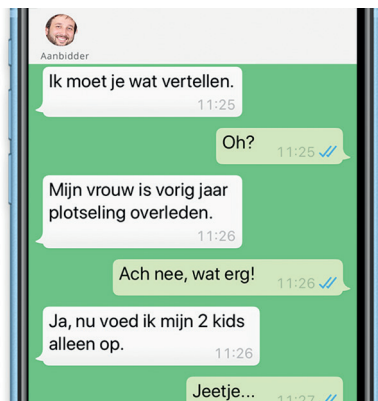 Aanbidder
Ik moet je wat vertellen.
11:25
Oh?
11:25
Mijn vrouw is vorig jaar
plotseling overleden.
11:26
Ach nee, wat erg!
11:26
Ja, nu voed ik mijn 2 kids
alleen op.
11:26
Jeetje...
11:27